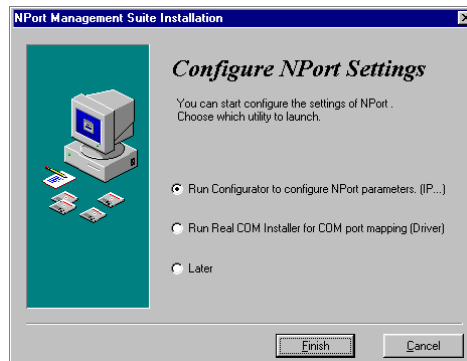 NPort Management Suite Installation
Configure NPort Settings
You can start configure the settings of NPort .
Choose which utility to launch.
Run Configurator to configure NPort parameters. (IP...)
Run Real COM Installer for COM port mapping (Driver)
Later
Finish
Cancel